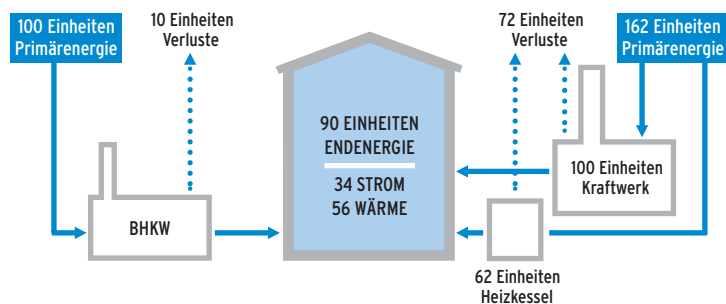 100 Einheiten
Primärenergie
10 Einheiten
Verluste
72 Einheiten
Verluste
162 Einheiten
Primärenergie
90 EINHEITEN
ENDENERGIE
34 STROM
56 WÄRME
100 Einheiten
Kraftwerk
BHKW
62 Einheiten
Heizkessel